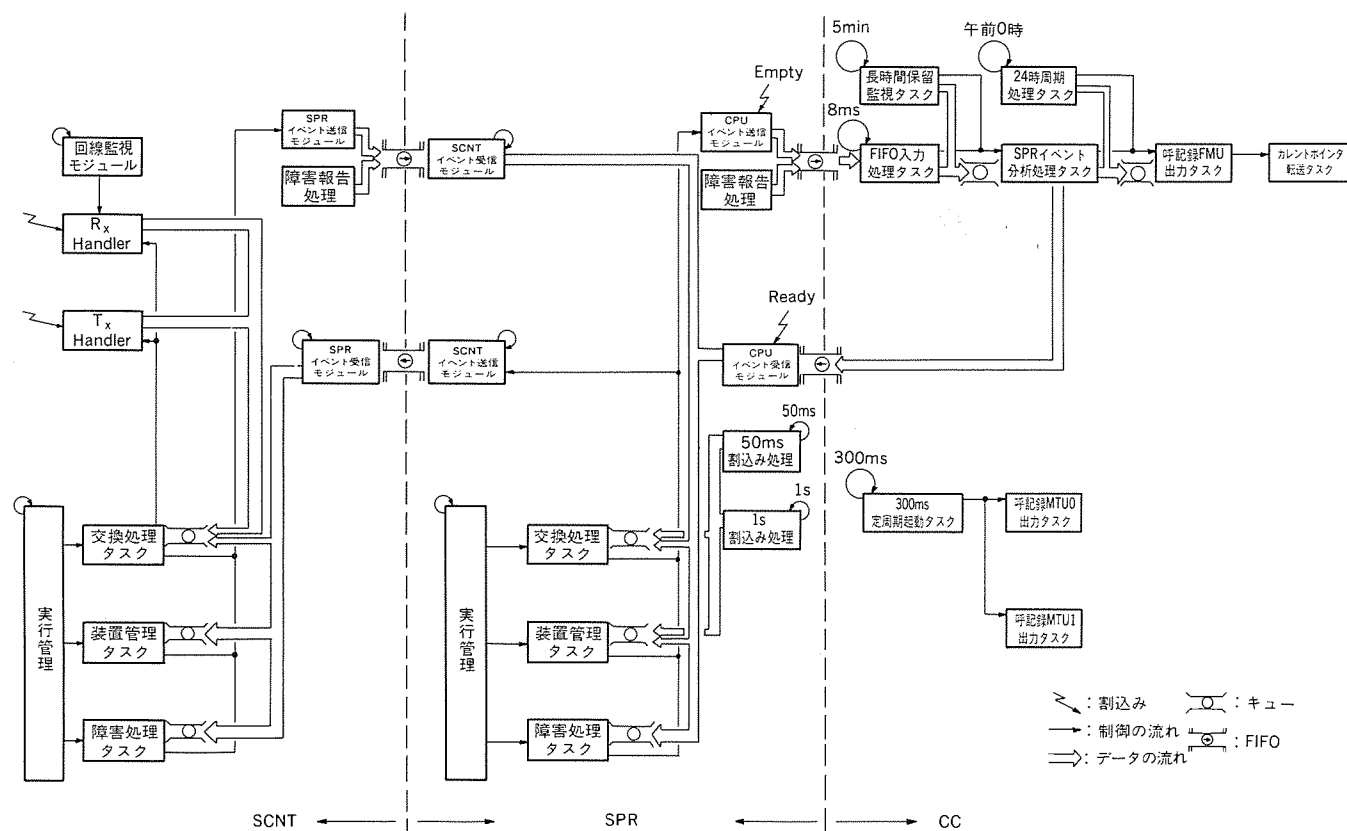 5min
午前0時
長時間保留
監視タスク
24時周期
処理タスク
Empty
8ms
回線監視
モジュール
SPR
イベント送信
モジュール
SCNT
イベント受信
モジュール
障害報告
処理
CPU
イベント送信
モジュール
障害報告
処理
FIFO入力
処理タスク
SPRイベント
分析処理タスク
呼記録FMU
出力タスク
カレントポインタ
転送タスク
Rx
Handler
Tx
Handler
Ready
SPR
イベント受信
モジュール
SCNT
イベント送信
モジュール
CPU
イベント受信
モジュール
50ms
50ms
割込み処理
1s
1s
割込み処理
300ms
300ms
定周期起動タスク
呼記録MTU0
出力タスク
呼記録MTU1
出力タスク
実行管理
交換処理
タスク
装置管理
タスク
障害処理
タスク
実行管理
交換処理
タスク
装置管理
タスク
障害処理
タスク
:割込み
:キュー
:制御の流れ
:FIFO
:データの流れ
SCNT
SPR
CC